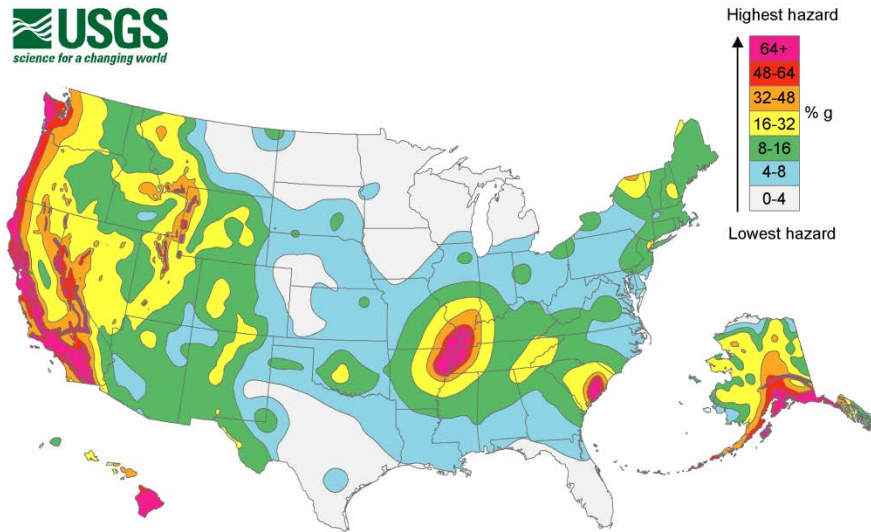 USGS
science for a changing world
Highest hazard
64+
48-64
32-48
16-32
8-16
4-8
0-4
% g
Lowest hazard